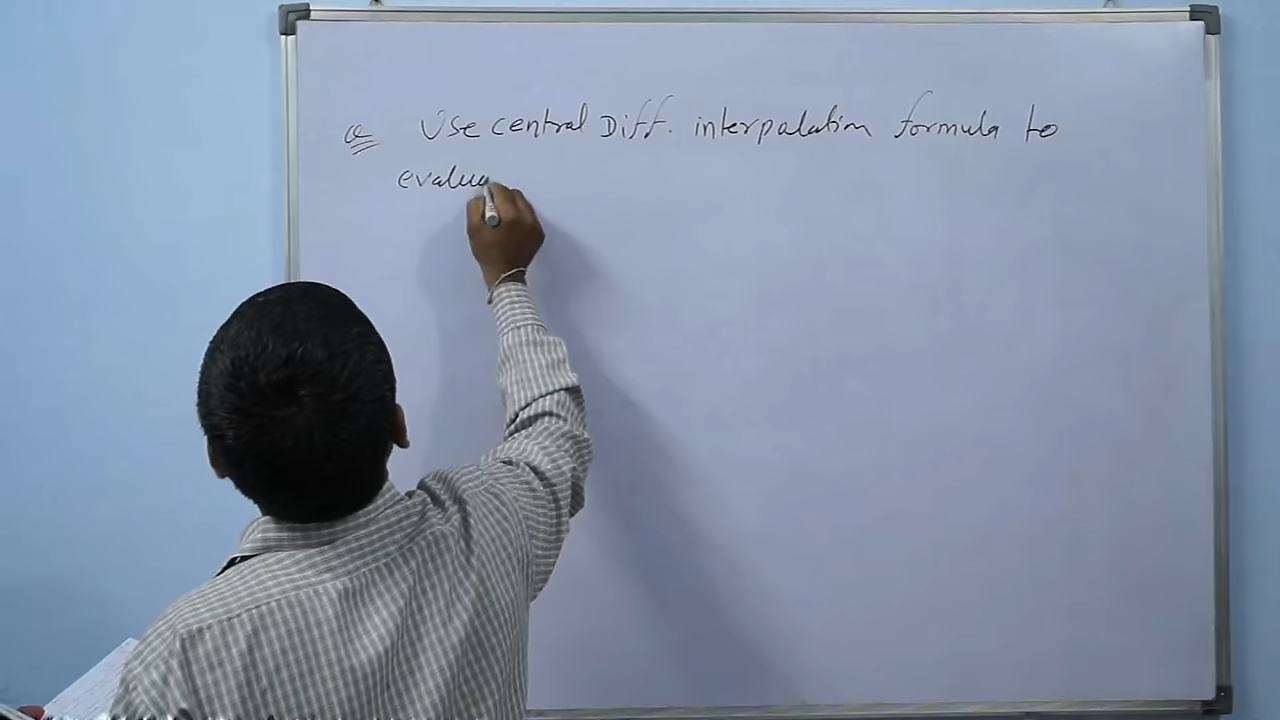 Q Use central Diff. interpalation formula to
evalua